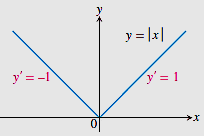 y
y = |x|
y′ = −1
y′ = 1
0
x